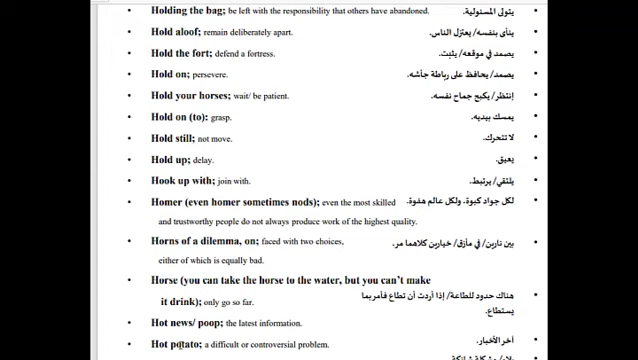 Holding the bag; be left with the responsibility that others have abandoned. يتولى المسئولية.
Hold aloof; remain deliberately apart. ينأى بنفسه/ يعتزل الناس.
Hold the fort; defend a fortress. يصمد في موقعه/ يثبت.
Hold on; persevere. يصمد/ يحافظ على رباطة جأشه.
Hold your horses; wait/ be patient. إنتظر/ يكبح جماح نفسه.
Hold on (to): grasp. يمسك بيديه.
Hold still; not move. لا تتحرك.
Hold up; delay. يعيق.
Hook up with; join with. يلتقي/ يرتبط.
Homer (even homer sometimes nods); even the most skilled لكل جواد كبوة، ولكل عالم هفوة.
and trustworthy people do not always produce work of the highest quality.
Horns of a dilemma, on; faced with two choices, بين نارين/ في مأزق/ خيارين كلاهما مر.
either of which is equally bad.
Horse (you can take the horse to the water, but you can't make
it drink); only go so far. هناك حدود للطاعة/ إذا أردت أن تطاع فأمر بما
يستطاع.
Hot news/ poop; the latest information.
آخر الأخبار.
Hot potato; a difficult or controversial problem.